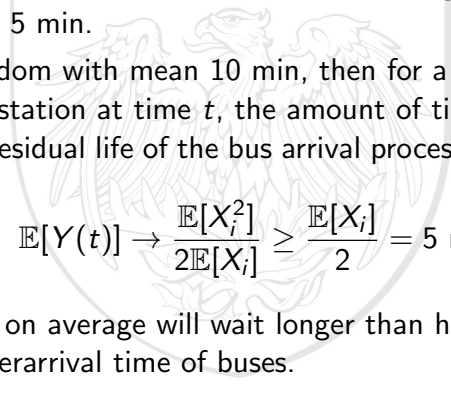 5 min.
dom with mean 10 min, then for a
station at time t, the amount of ti
esidual life of the bus arrival proces
𝔼[Y(t)] → 𝔼[X_i^2] / 2𝔼[X_i] ≥ 𝔼[X_i] / 2 = 5
on average will wait longer than h
erarrival time of buses.